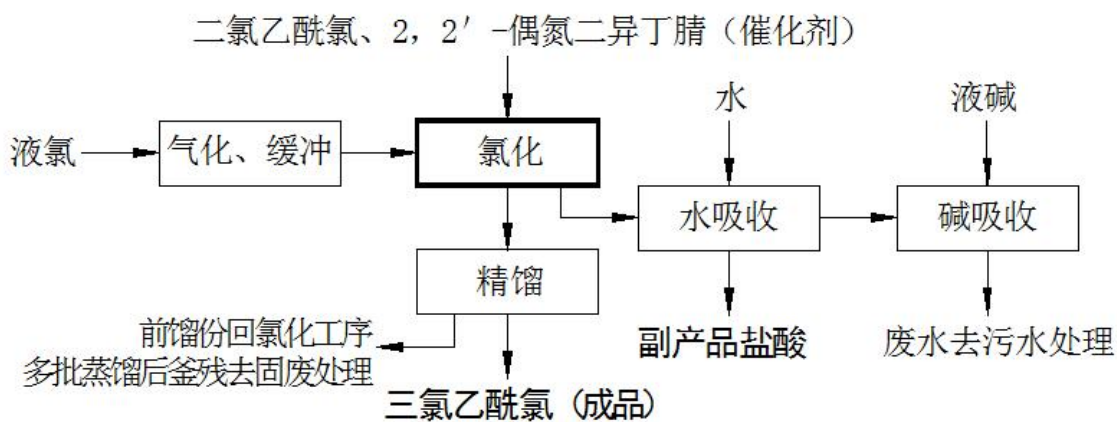 二氯乙酰氯、2，2′-偶氮二异丁腈（催化剂）
水
液碱
液氯
气化、缓冲
氯化
水吸收
碱吸收
精馏
前馏份回氯化工序
多批蒸馏后釜残去固废处理
副产品盐酸
废水去污水处理
三氯乙酰氯（成品）